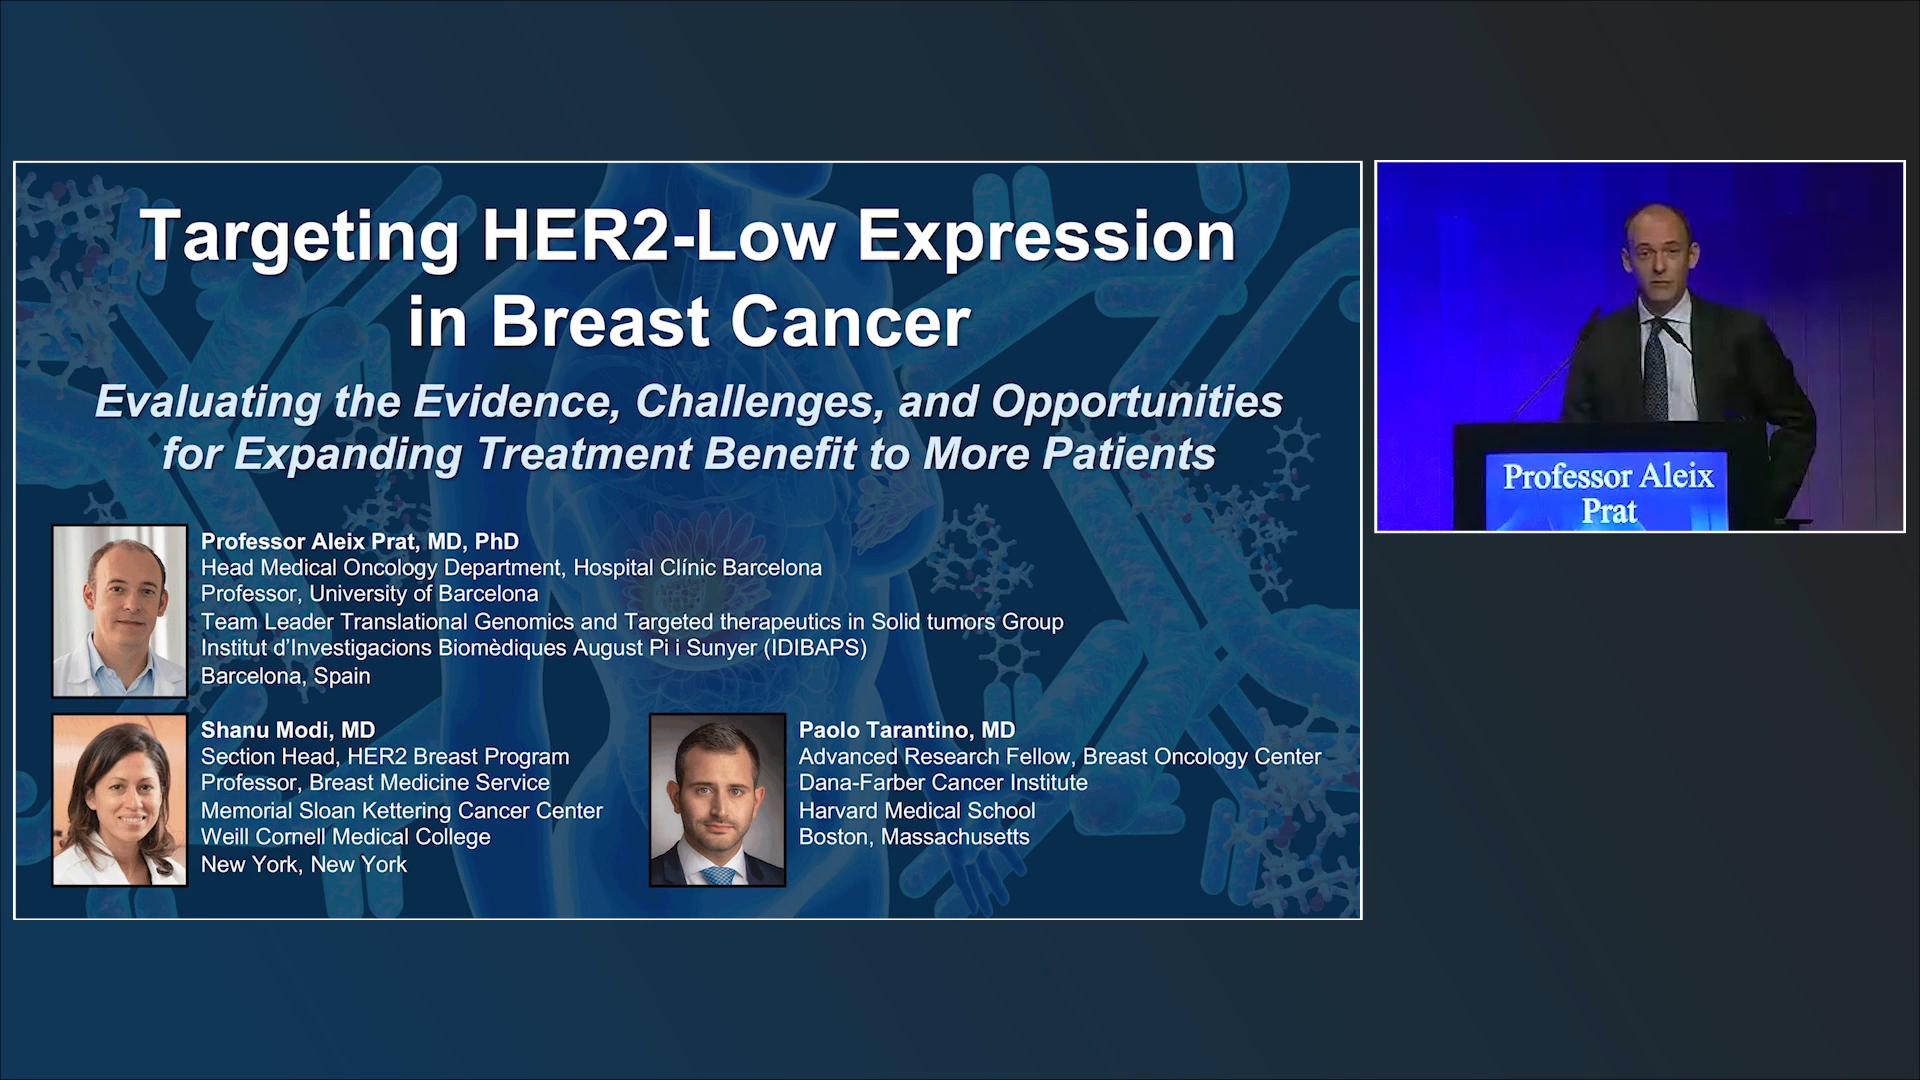 Targeting HER2-Low Expression
in Breast Cancer
Evaluating the Evidence, Challenges, and Opportunities
for Expanding Treatment Benefit to More Patients
Professor Aleix Prat, MD, PhD
Head Medical Oncology Department, Hospital Clínic Barcelona
Professor, University of Barcelona
Team Leader Translational Genomics and Targeted therapeutics in Solid tumors Group
Institut d’Investigacions Biomèdiques August Pi i Sunyer (IDIBAPS)
Barcelona, Spain
Shanu Modi, MD
Section Head, HER2 Breast Program
Professor, Breast Medicine Service
Memorial Sloan Kettering Cancer Center
Weill Cornell Medical College
New York, New York
Paolo Tarantino, MD
Advanced Research Fellow, Breast Oncology Center
Dana-Farber Cancer Institute
Harvard Medical School
Boston, Massachusetts
Professor Aleix
Prat